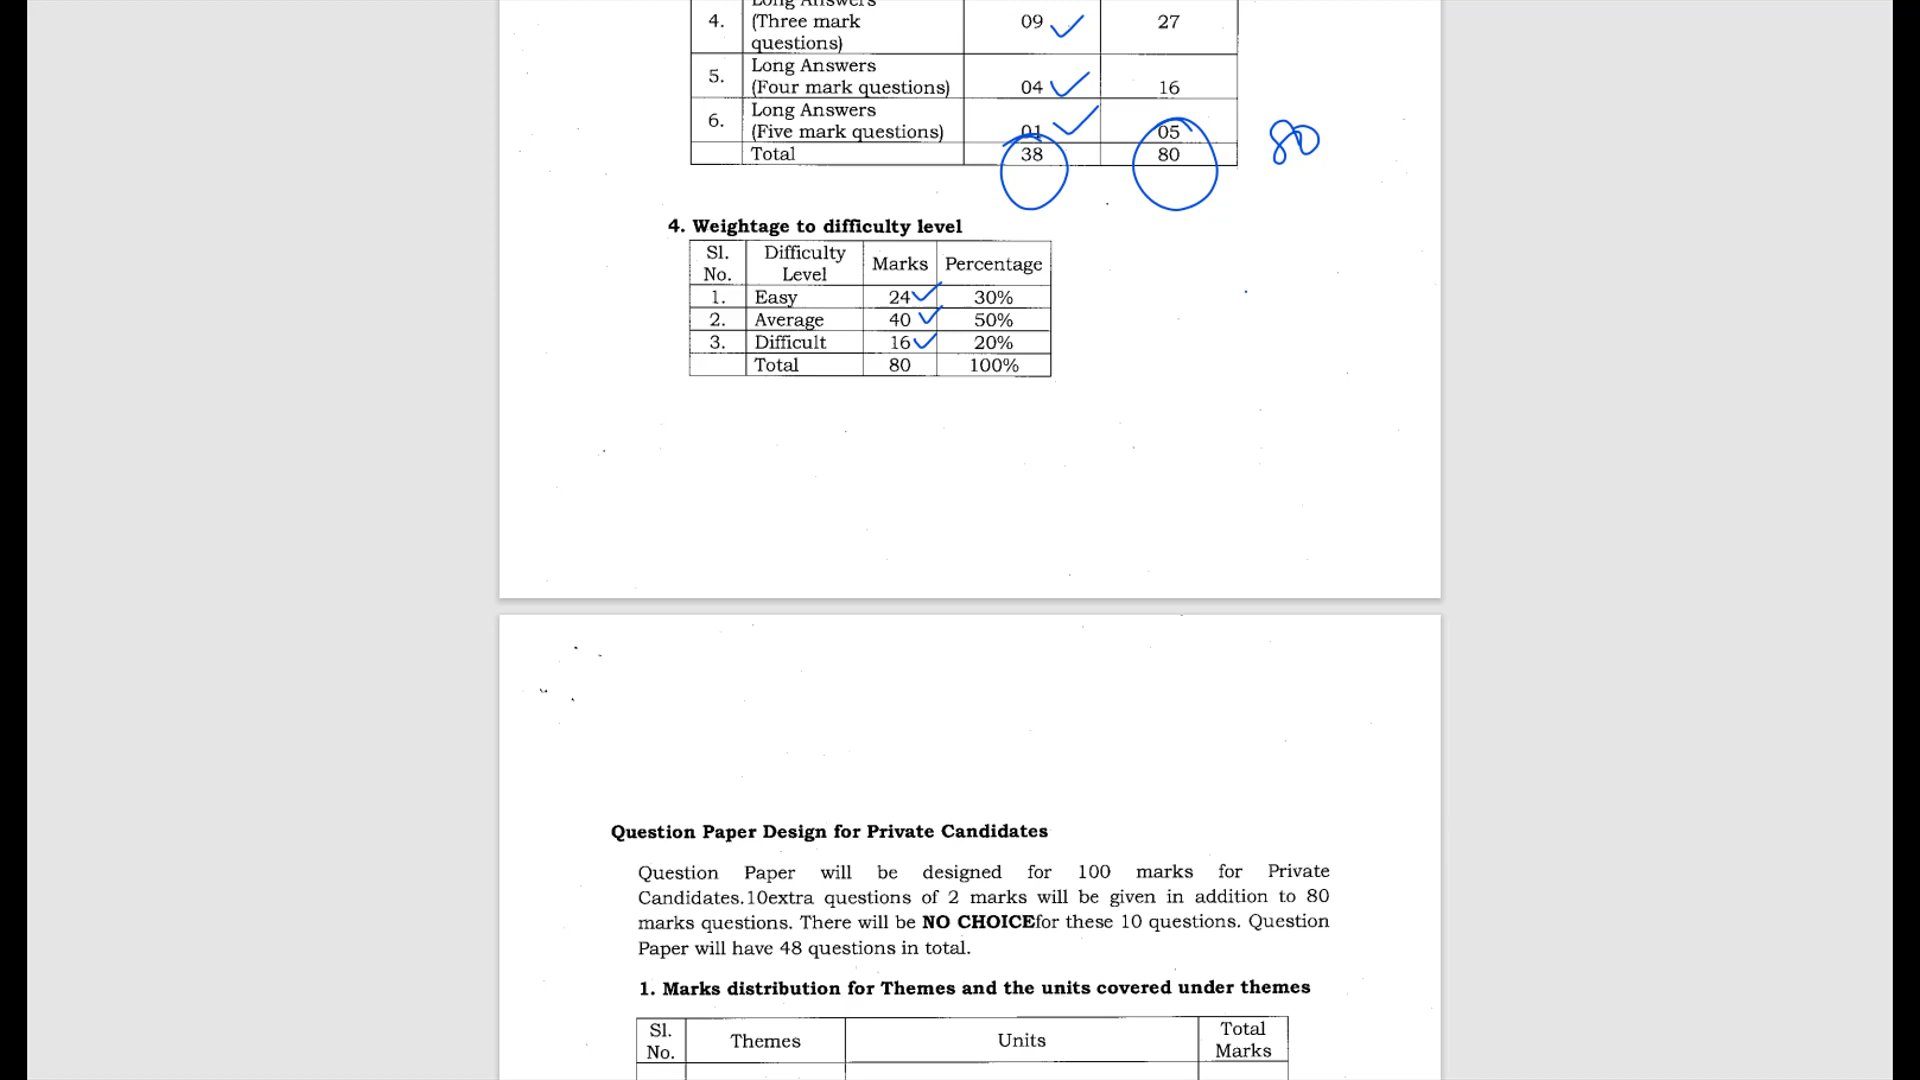 Long Answers
4. (Three mark 09 27
questions)
5. Long Answers
(Four mark questions) 04 16
6. Long Answers
(Five mark questions) 01 05
Total 38 80
80
4. Weightage to difficulty level
Sl. No. Difficulty Level Marks Percentage
1. Easy 24 30%
2. Average 40 50%
3. Difficult 16 20%
Total 80 100%
Question Paper Design for Private Candidates
Question Paper will be designed for 100 marks for Private
Candidates.10extra questions of 2 marks will be given in addition to 80
marks questions. There will be NO CHOICEfor these 10 questions. Question
Paper will have 48 questions in total.
1. Marks distribution for Themes and the units covered under themes
Sl. No. Themes Units Total Marks